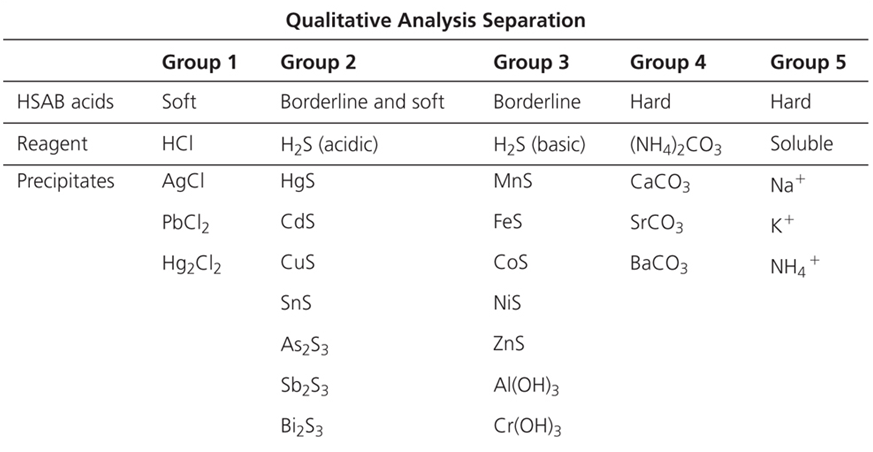 Qualitative Analysis Separation
Group 1 Group 2 Group 3 Group 4 Group 5
HSAB acids Soft Borderline and soft Borderline Hard Hard
Reagent HCl H₂S (acidic) H₂S (basic) (NH₄)₂CO₃ Soluble
Precipitates AgCl HgS MnS CaCO₃ Na⁺
PbCl₂ CdS FeS SrCO₃ K⁺
Hg₂Cl₂ CuS CoS BaCO₃ NH₄⁺
SnS NiS
As₂S₃ ZnS
Sb₂S₃ Al(OH)₃
Bi₂S₃ Cr(OH)₃